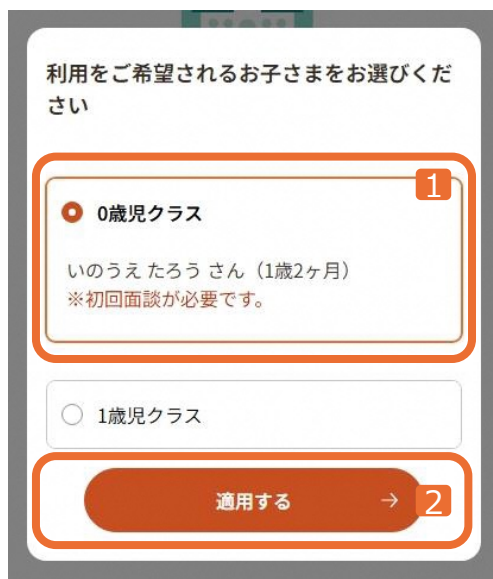 利用をご希望されるお子さまをお選びくだ
さい
1
0歳児クラス
いのうえ たろう さん（1歳2ヶ月）
※初回面談が必要です。
1歳児クラス
適用する → 2